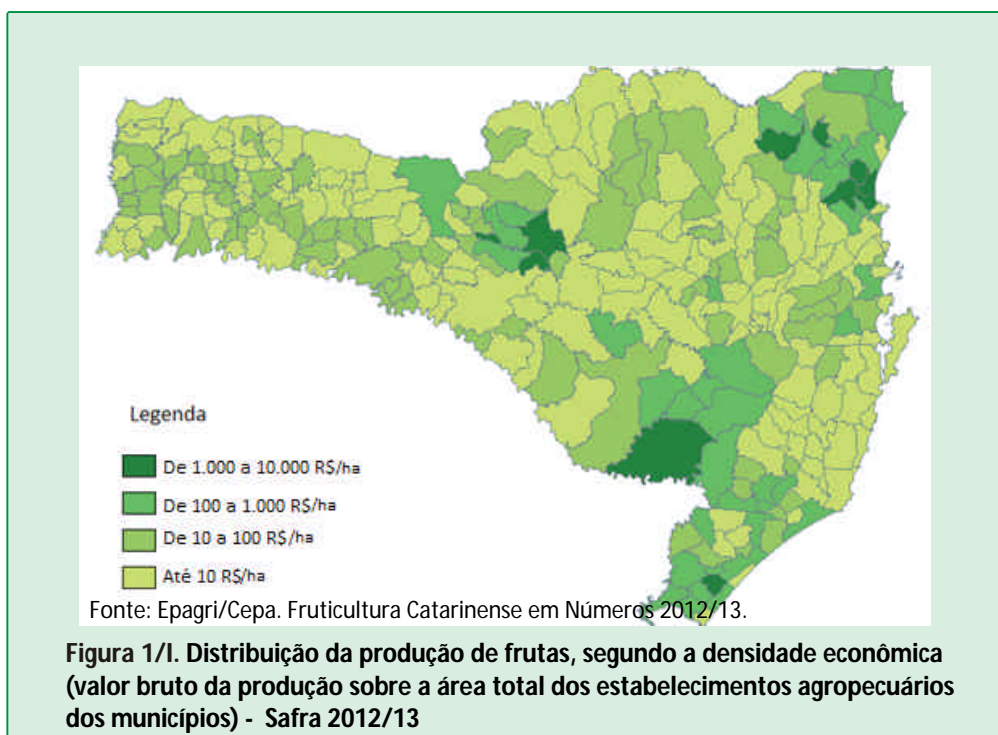 Legenda
De 1.000 a 10.000 R$/ha
De 100 a 1.000 R$/ha
De 10 a 100 R$/ha
Até 10 R$/ha
Fonte: Epagri/Cepa. Fruticultura Catarinense em Números 2012/13.
Figura 1/I. Distribuição da produção de frutas, segundo a densidade econômica
(valor bruto da produção sobre a área total dos estabelecimentos agropecuários
dos municípios) - Safra 2012/13